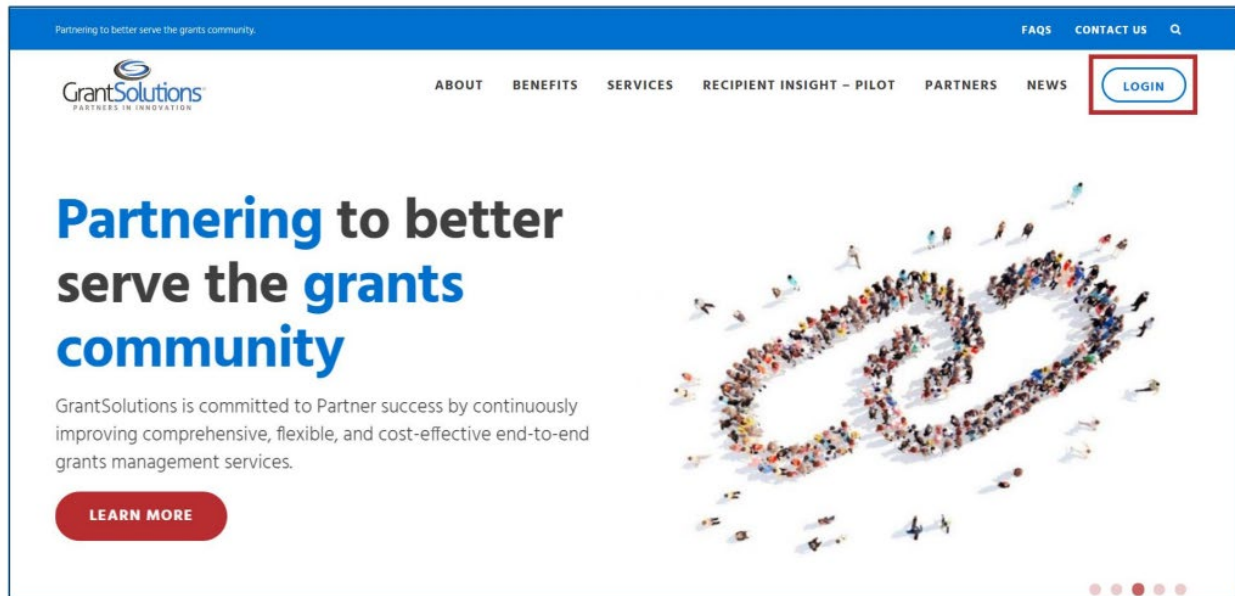 Partnering to better serve the grants community.
FAQS CONTACT US
GrantSolutions
PARTNERS IN INNOVATION
ABOUT BENEFITS SERVICES RECIPIENT INSIGHT – PILOT PARTNERS NEWS LOGIN
Partnering to better
serve the grants
community
GrantSolutions is committed to Partner success by continuously
improving comprehensive, flexible, and cost-effective end-to-end
grants management services.
LEARN MORE